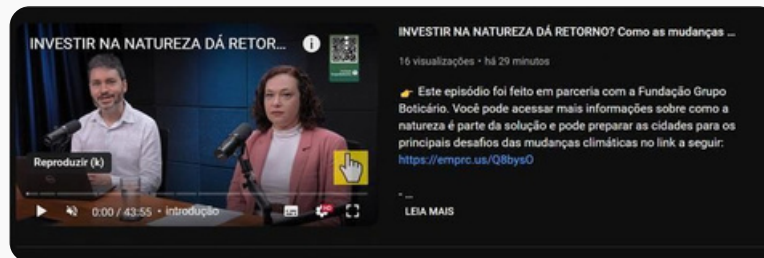 INVESTIR NA NATUREZA DÁ RETOR...
Reproduzir (k)
0:00 / 43:55 • introdução
HD
INVESTIR NA NATUREZA DÁ RETORNO? Como as mudanças ...
16 visualizações • há 29 minutos
👉 Este episódio foi feito em parceria com a Fundação Grupo
Boticário. Você pode acessar mais informações sobre como a
natureza é parte da solução e pode preparar as cidades para os
principais desafios das mudanças climáticas no link a seguir:
https://emprc.us/Q8bysO
- ...
LEIA MAIS